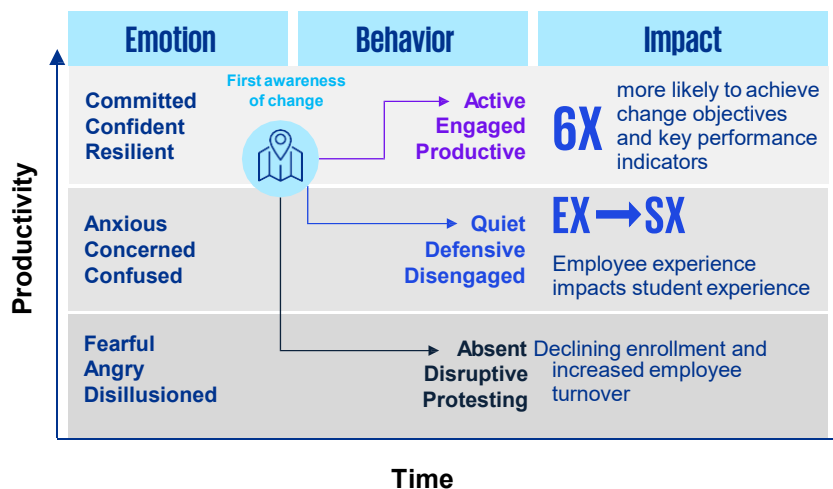 Emotion
Behavior
Impact
Productivity
First awareness
of change
Committed
Confident
Resilient
Active
Engaged
Productive
6X
more likely to achieve
change objectives
and key performance
indicators
Anxious
Concerned
Confused
Quiet
Defensive
Disengaged
EX → SX
Employee experience
impacts student experience
Fearful
Angry
Disillusioned
Absent
Disruptive
Protesting
Declining enrollment and
increased employee
turnover
Time